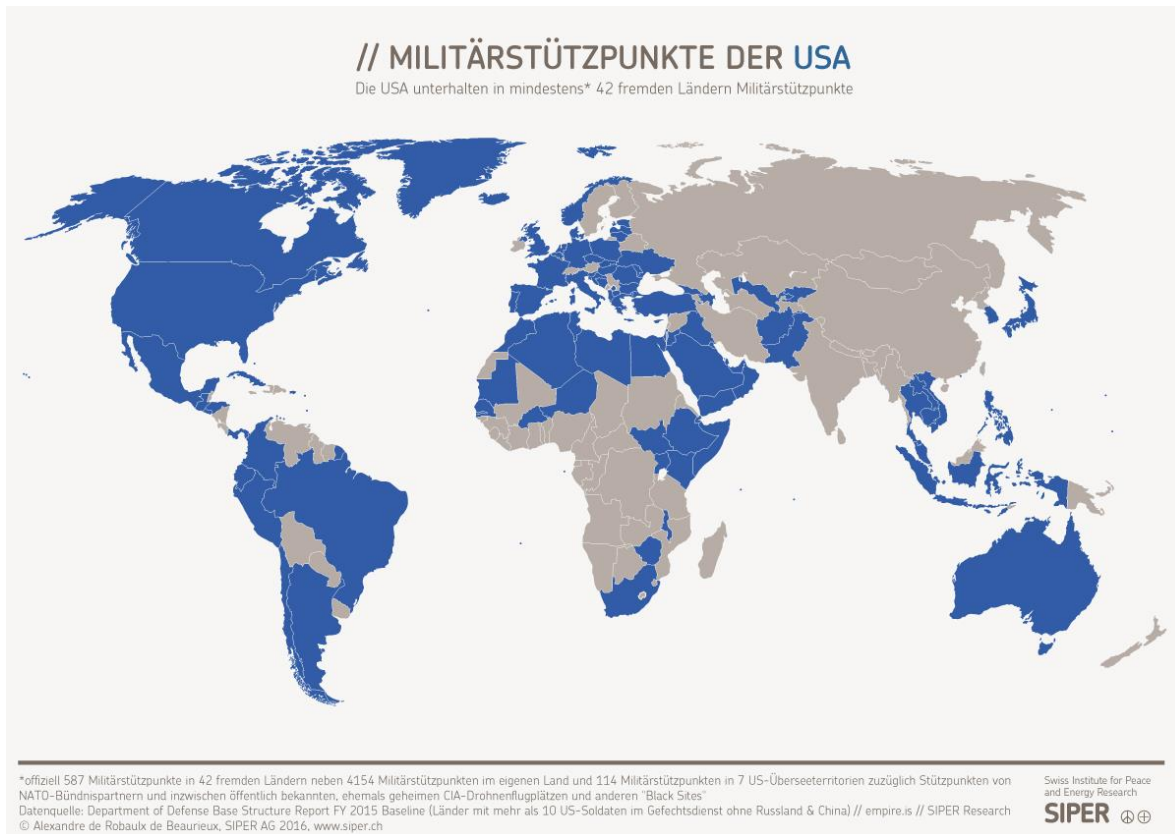 // MILITÄRSTÜTZPUNKTE DER USA
Die USA unterhalten in mindestens* 42 fremden Ländern Militärstützpunkte
*offiziell 587 Militärstützpunkte in 42 fremden Ländern neben 4154 Militärstützpunkten im eigenen Land und 114 Militärstützpunkten in 7 US-Überseeterritorien zuzüglich Stützpunkten von
NATO-Bündnispartnern und inzwischen öffentlich bekannten, ehemals geheimen CIA-Drohnenflugplätzen und anderen "Black Sites"
Datenquelle: Department of Defense Base Structure Report FY 2015 Baseline (Länder mit mehr als 10 US-Soldaten im Gefechtsdienst ohne Russland & China) // empire.is // SIPER Research
© Alexandre de Robaulx de Beaurieux, SIPER AG 2016, www.siper.ch
Swiss Institute for Peace
and Energy Research
SIPER